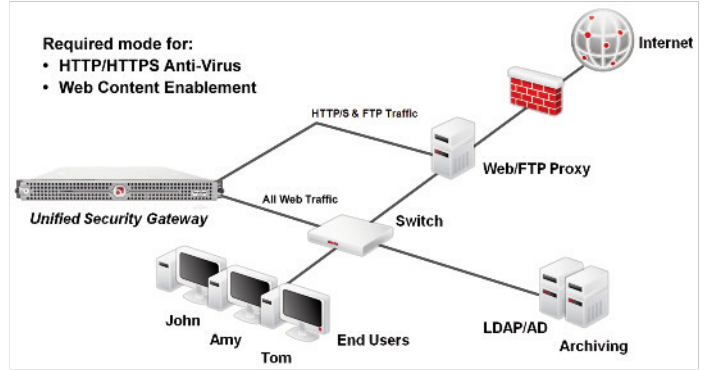 Required mode for:
• HTTP/HTTPS Anti-Virus
• Web Content Enablement
Internet
HTTP/S & FTP Traffic
Web/FTP Proxy
All Web Traffic
Unified Security Gateway
Switch
John
Amy
Tom
End Users
LDAP/AD
Archiving